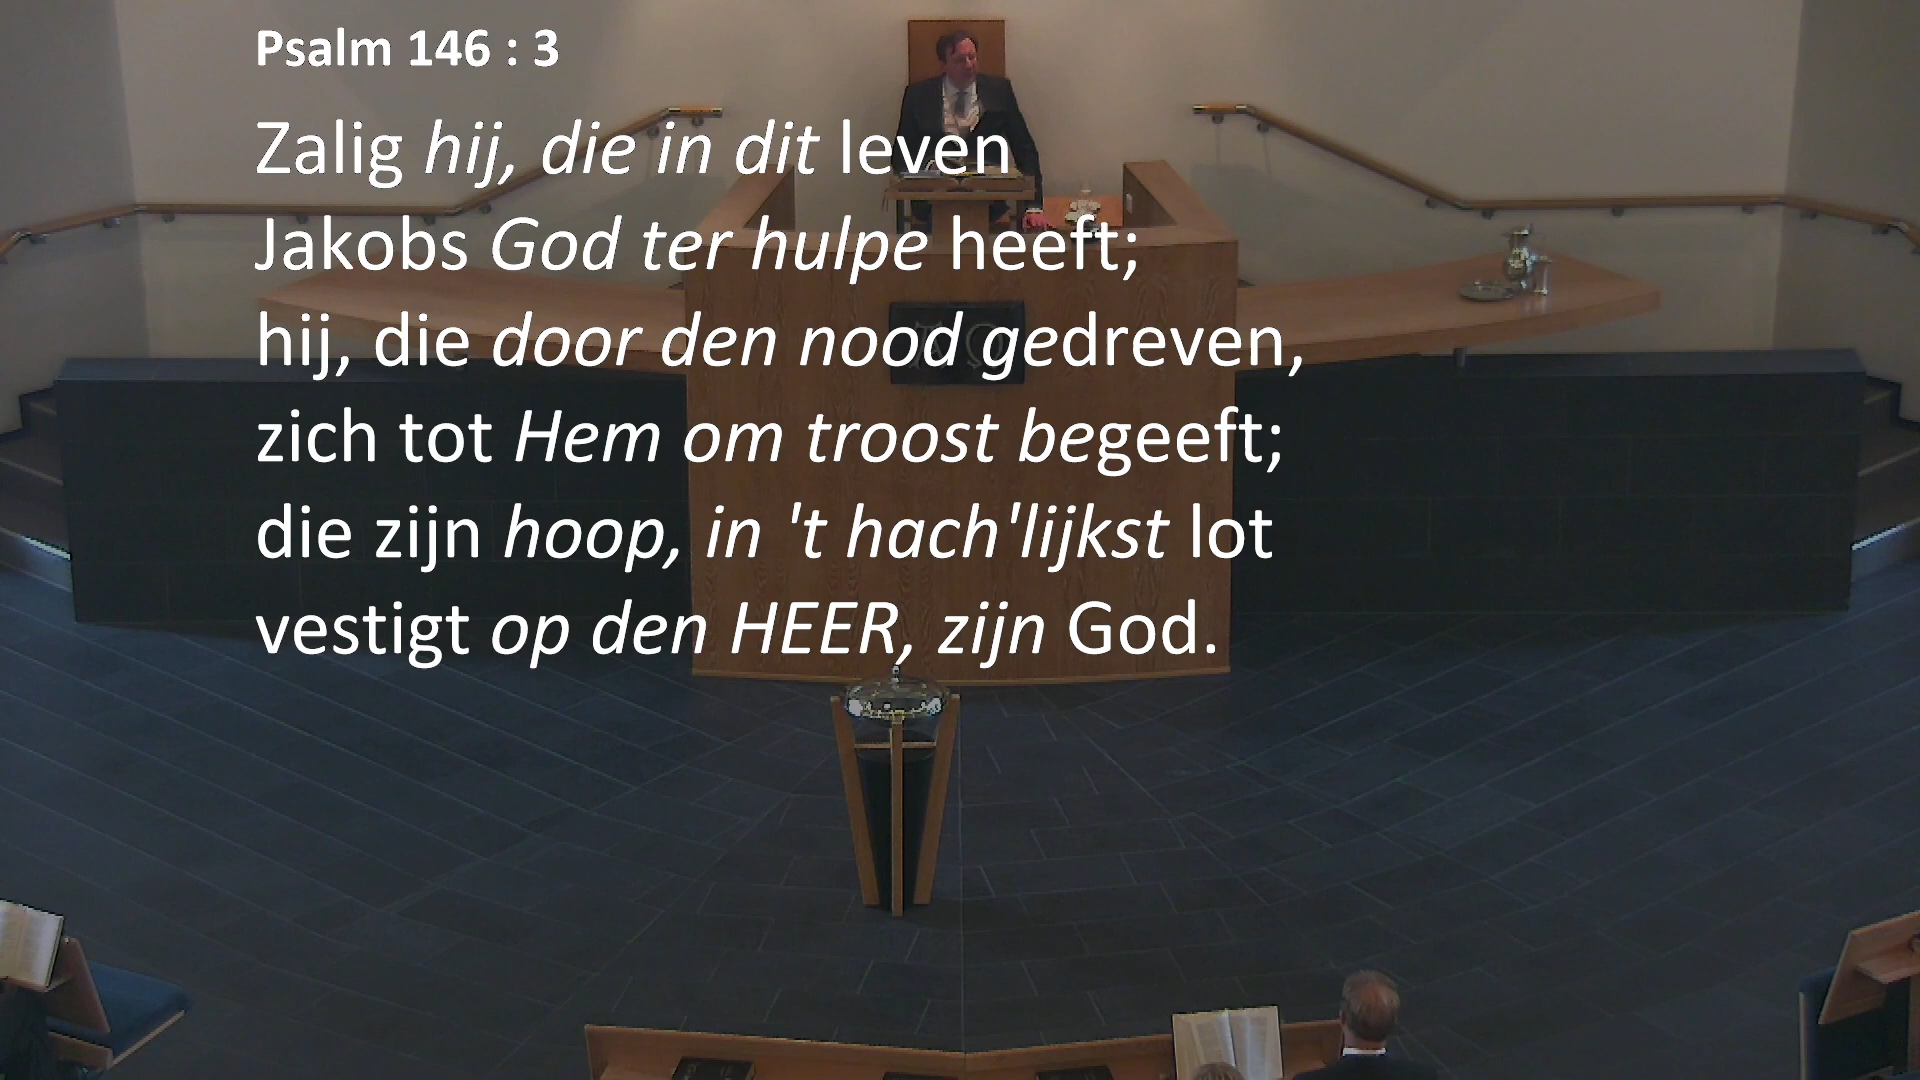 Psalm 146 : 3
Zalig hij, die in dit leven
Jakobs God ter hulpe heeft;
hij, die door den nood gedreven,
zich tot Hem om troost begeeft;
die zijn hoop, in 't hach'lijkst lot
vestigt op den HEER, zijn God.